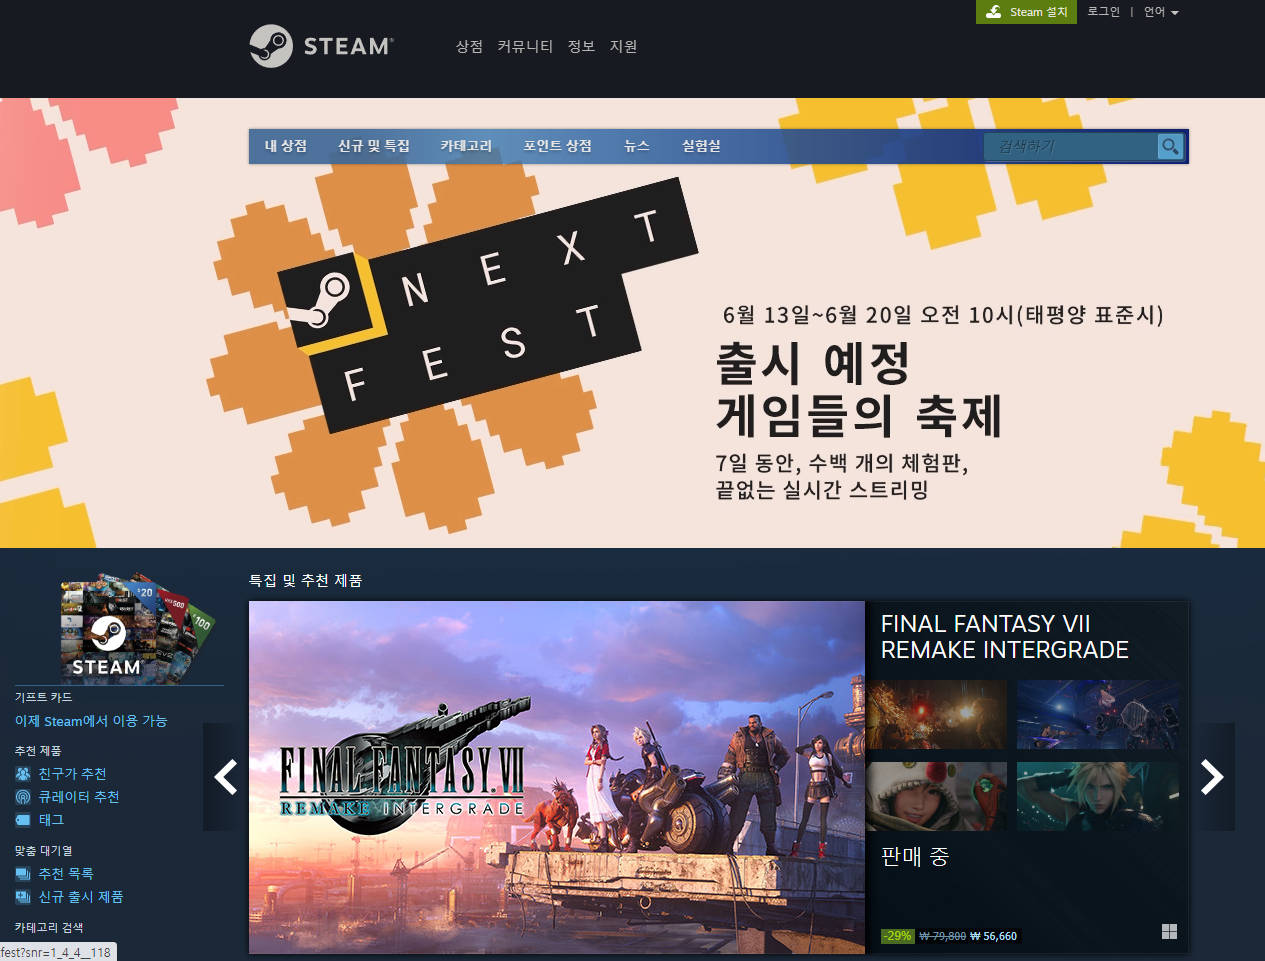 Steam 설치
로그인 | 언어
STEAM®
상점 커뮤니티 정보 지원
내 상점 신규 및 특집 카테고리 포인트 상점 뉴스 실험실
검색하기
NEXT
FEST
6월 13일~6월 20일 오전 10시(태평양 표준시)
출시 예정
게임들의 축제
7일 동안, 수백 개의 체험판,
끝없는 실시간 스트리밍
$20
500
100
STEAM
기프트 카드
이제 Steam에서 이용 가능
추천 제품
친구가 추천
큐레이터 추천
태그
맞춤 대기열
추천 목록
신규 출시 제품
카테고리 검색
fest?snr=1_4_4__118
특집 및 추천 제품
FINAL FANTASY VII
REMAKE INTERGRADE
FINAL FANTASY VII
REMAKE INTERGRADE
판매 중
-29% ₩ 79,800 ₩ 56,660